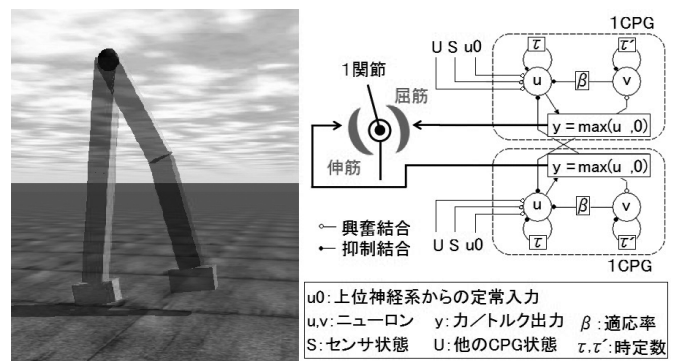 1CPG
U S u0
τ
τ´
u
β
v
y = max(u ,0)
1関節
屈筋
伸筋
y = max(u ,0)
u
β
v
U S u0
τ
τ´
1CPG
興奮結合
抑制結合
u0:上位神経系からの定常入力
u,v:ニューロン y:力/トルク出力 β:適応率
S:センサ状態 U:他のCPG状態 τ,τ´:時定数